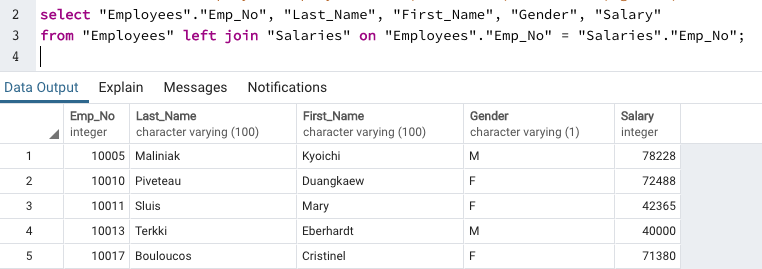 2 select "Employees"."Emp_No", "Last_Name", "First_Name", "Gender", "Salary"
3 from "Employees" left join "Salaries" on "Employees"."Emp_No" = "Salaries"."Emp_No";
4
Data Output Explain Messages Notifications
Emp_No Last_Name First_Name Gender Salary
integer character varying (100) character varying (100) character varying (1) integer
1 10005 Maliniak Kyoichi M 78228
2 10010 Piveteau Duangkaew F 72488
3 10011 Sluis Mary F 42365
4 10013 Terkki Eberhardt M 40000
5 10017 Bouloucos Cristinel F 71380